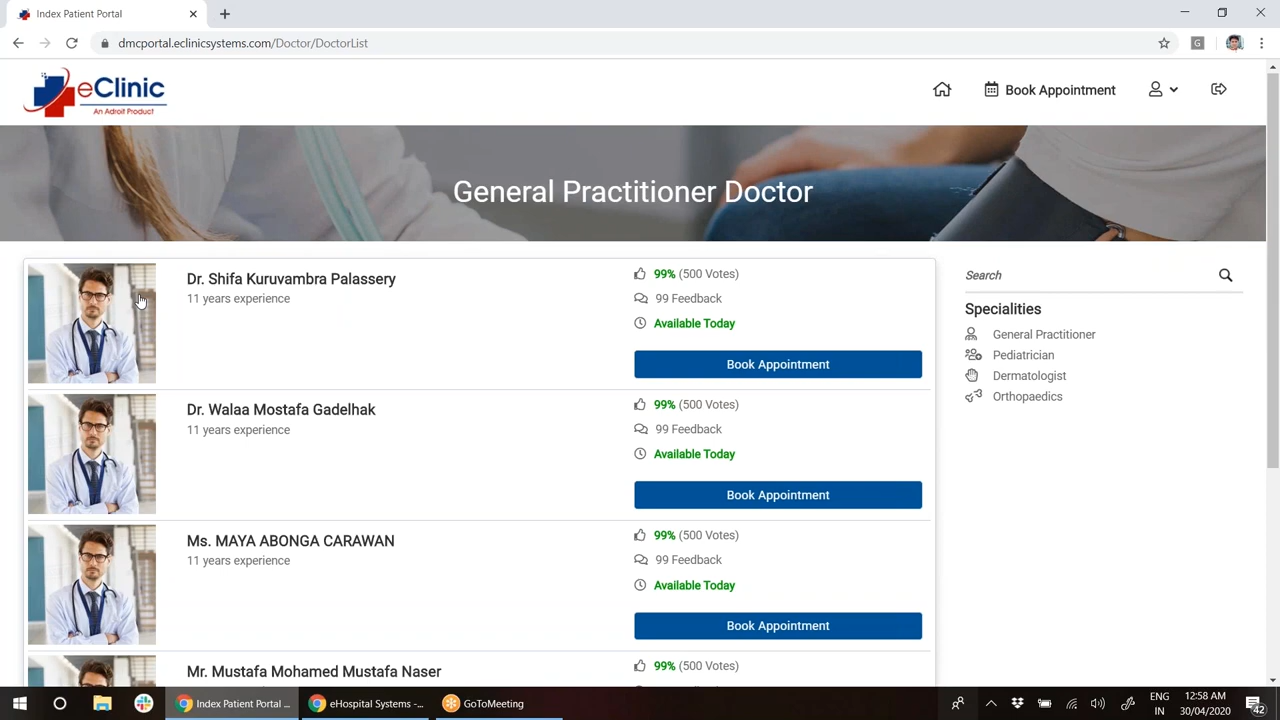 Index Patient Portal
dmcportal.eclinicsystems.com/Doctor/DoctorList
G
eClinic
An Adroit Product
Book Appointment
General Practitioner Doctor
Dr. Shifa Kuruvambra Palassery
11 years experience
99% (500 Votes)
99 Feedback
Available Today
Book Appointment
Dr. Walaa Mostafa Gadelhak
11 years experience
99% (500 Votes)
99 Feedback
Available Today
Book Appointment
Ms. MAYA ABONGA CARAWAN
11 years experience
99% (500 Votes)
99 Feedback
Available Today
Book Appointment
Mr. Mustafa Mohamed Mustafa Naser
99% (500 Votes)
Search
Specialities
General Practitioner
Pediatrician
Dermatologist
Orthopaedics
Index Patient Portal ...
eHospital Systems -...
GoToMeeting
ENG
IN
12:58 AM
30/04/2020
42